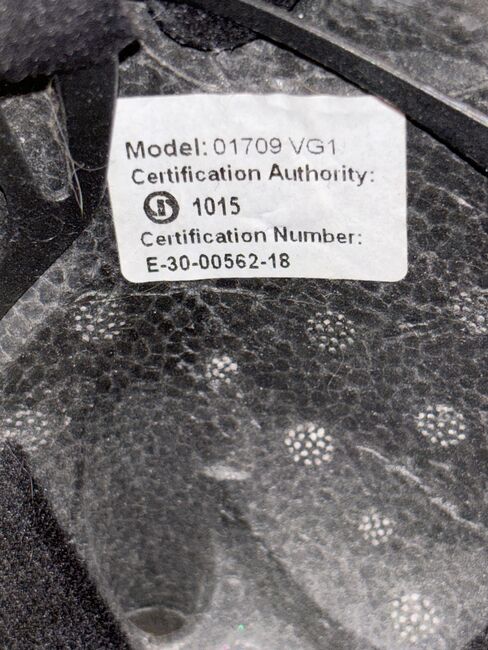 Model: 01709 VG1
Certification Authority:
1015
Certification Number:
E-30-00562-18